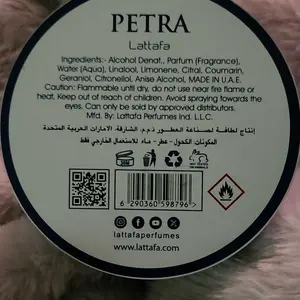 PETRA
Lattafa
Ingredients:- Alcohol Denat., Parfum (Fragrance),
Water (Aqua), Linalool, Limonene, Citral, Coumarin,
Geraniol, Citronellol, Anise Alcohol, MADE IN U.A.E.
Caution: Flammable until dry, do not use near fire flame or
heat. Keep out of reach of children. Avoid spraying towards the
eyes. Can only be sold by approved distributors.
Mfd. By: Lattafa Perfumes Ind. L.L.C.
إنتاج لطافة لصناعة العطور ذ.م.م. الشارقة، الامارات العربية المتحدة
المكونات الكحول - عطر - ماء للاستعمال الخارجي فقط
6 290360 598796 >
lattafaperfumes
www.lattafa.com